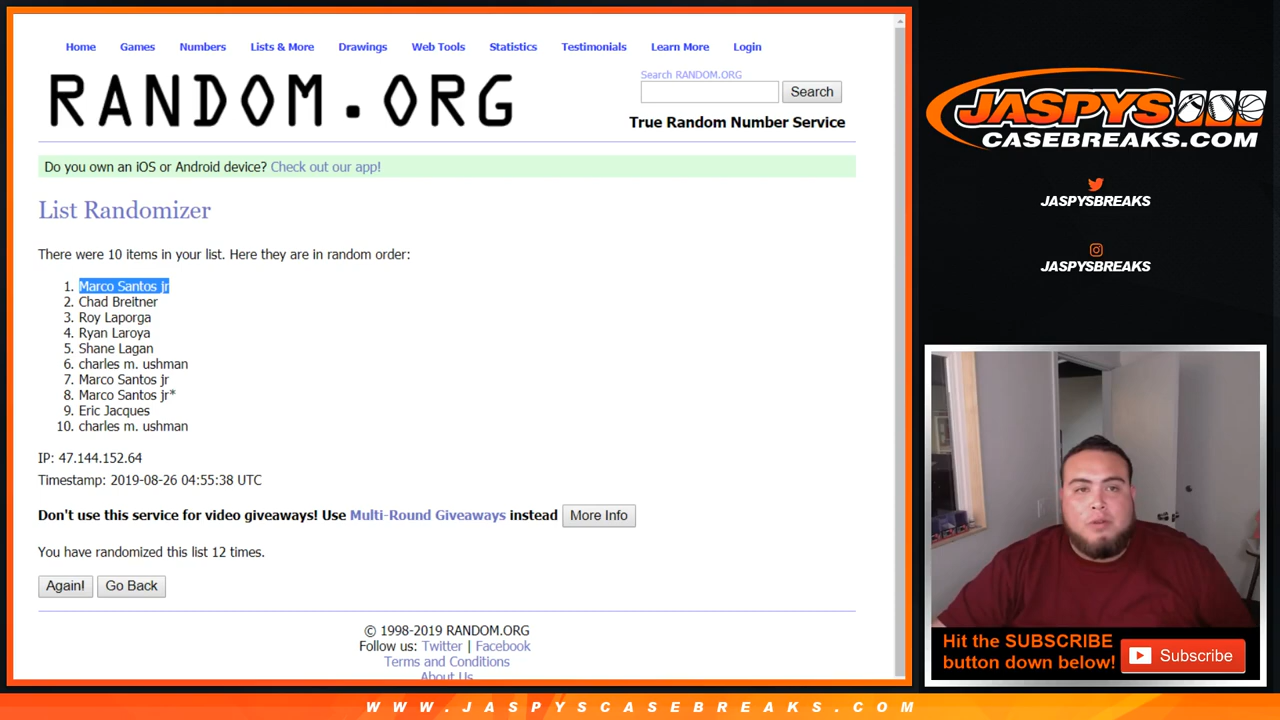 Home Games Numbers Lists & More Drawings Web Tools Statistics Testimonials Learn More Login
RANDOM.ORG
Search RANDOM.ORG
Search
True Random Number Service
Do you own an iOS or Android device? Check out our app!
List Randomizer
There were 10 items in your list. Here they are in random order:
1. Marco Santos jr
2. Chad Breitner
3. Roy Laporga
4. Ryan Laroya
5. Shane Lagan
6. charles m. ushman
7. Marco Santos jr
8. Marco Santos jr*
9. Eric Jacques
10. charles m. ushman
IP: 47.144.152.64
Timestamp: 2019-08-26 04:55:38 UTC
Don't use this service for video giveaways! Use Multi-Round Giveaways instead More Info
You have randomized this list 12 times.
Again! Go Back
© 1998-2019 RANDOM.ORG
Follow us: Twitter | Facebook
Terms and Conditions
About Us
JASPYS
CASEBREAKS.COM
JASPYSBREAKS
JASPYSBREAKS
Hit the SUBSCRIBE
button down below!
Subscribe
WWW.JASPYSCASEBREAKS.COM